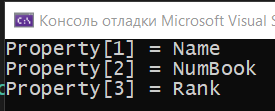 Консоль отладки Microsoft Visual S
Property[1] = Name
Property[2] = NumBook
Property[3] = Rank